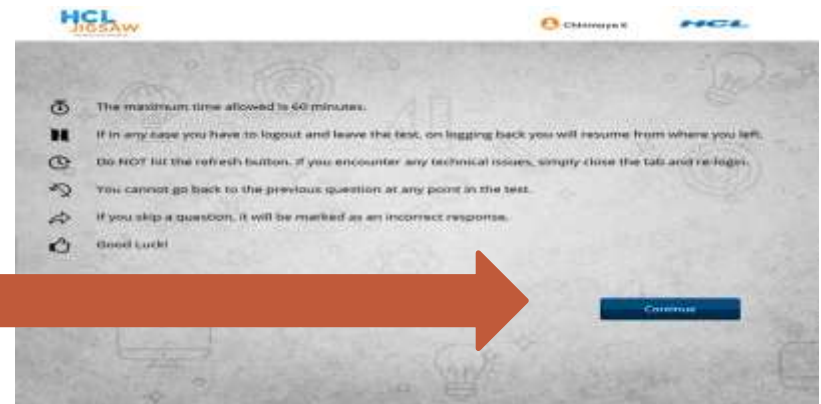 HCL
JIGSAW
HCL
The maximum time allowed is 60 minutes.
If in any case you have to logout and leave the test, on logging back you will resume from where you left.
Do NOT hit the refresh button. If you encounter any technical issues, simply close the tab and re-login.
You cannot go back to the previous question at any point in the test.
If you skip a question, it will be marked as an incorrect response.
Good Luck!
Continue